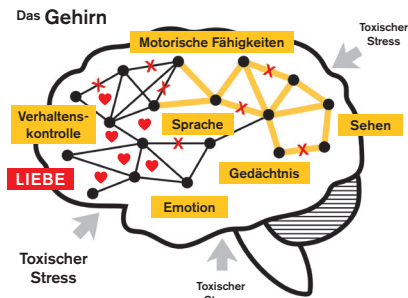 Das Gehirn
Motorische Fähigkeiten
Toxischer
Stress
Verhaltens-
kontrolle
Sprache
Sehen
LIEBE
Gedächtnis
Emotion
Toxischer
Stress
Toxischer